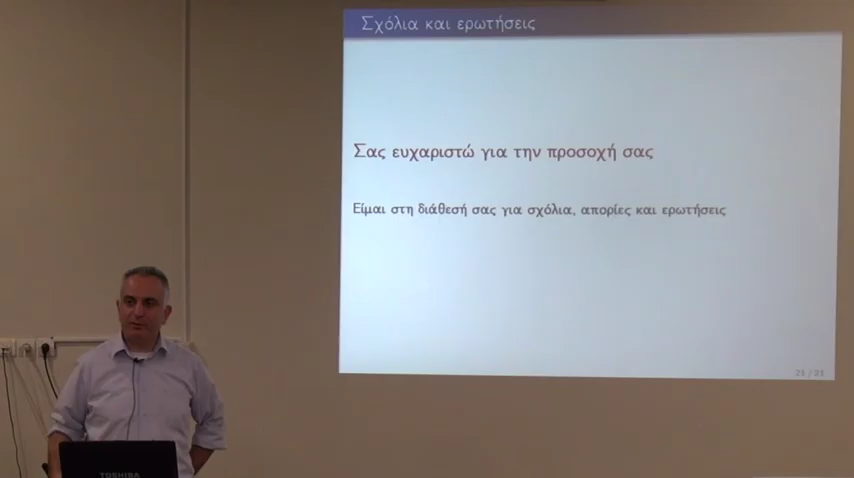 Σχόλια και ερωτήσεις
Σας ευχαριστώ για την προσοχή σας
Είμαι στη διάθεσή σας για σχόλια, απορίες και ερωτήσεις
21 / 21
TOSHIBA